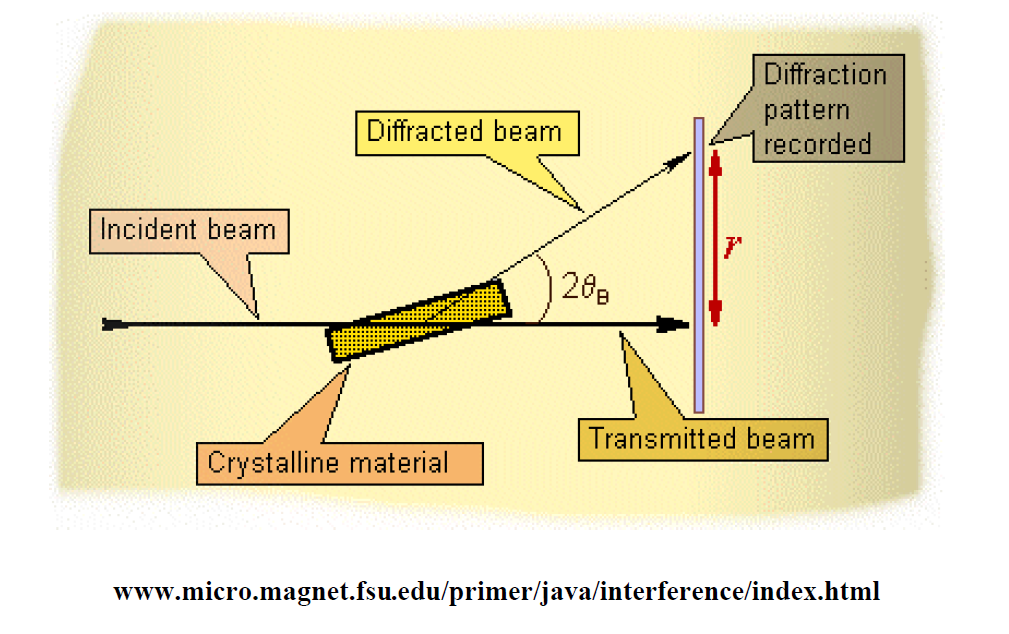 Diffraction
pattern
recorded
Diffracted beam
Incident beam
r
2θB
Transmitted beam
Crystalline material
www.micro.magnet.fsu.edu/primer/java/interference/index.html